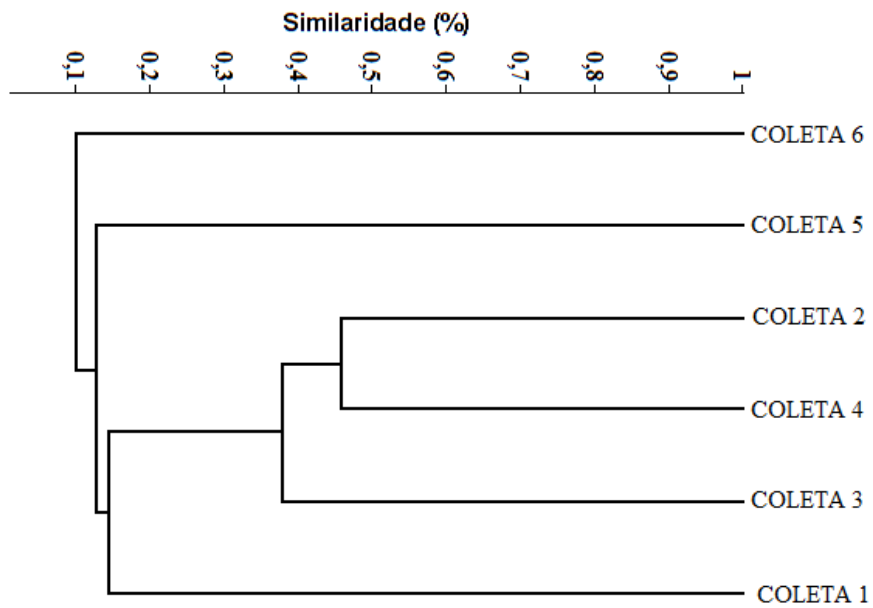 Similaridade (%)
0,1 0,2 0,3 0,4 0,5 0,6 0,7 0,8 0,9 1
COLETA 6
COLETA 5
COLETA 2
COLETA 4
COLETA 3
COLETA 1